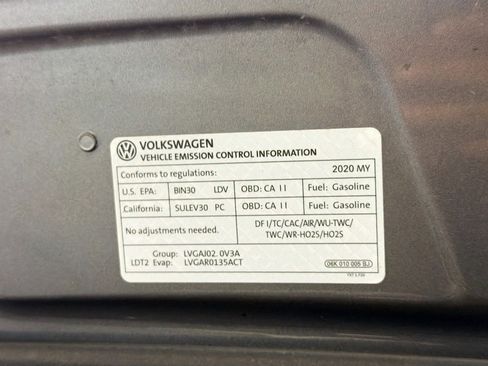 VOLKSWAGEN
VEHICLE EMISSION CONTROL INFORMATION
Conforms to regulations: 2020 MY
U.S. EPA: BIN30 LDV OBD: CA II Fuel: Gasoline
California: SULEV30 PC OBD: CA II Fuel: Gasoline
No adjustments needed. DFI/TC/CAC/AIR/WU-TWC/
TWC/WR-HO2S/HO2S
Group: LVGAJ02.0V3A
LDT2 Evap: LVGAR0135ACT 06K 010 005 BJ